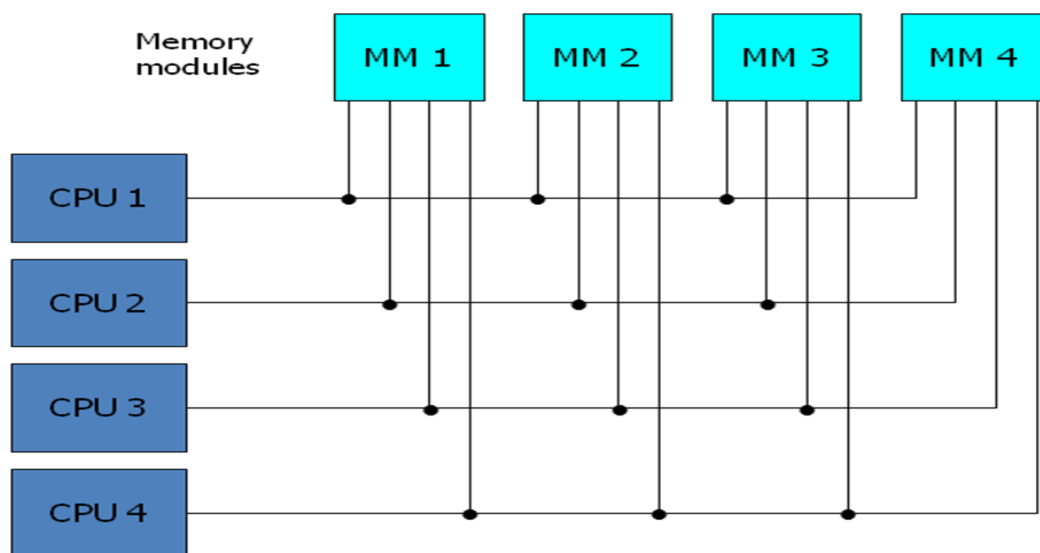 Memory
modules
MM 1
MM 2
MM 3
MM 4
CPU 1
CPU 2
CPU 3
CPU 4